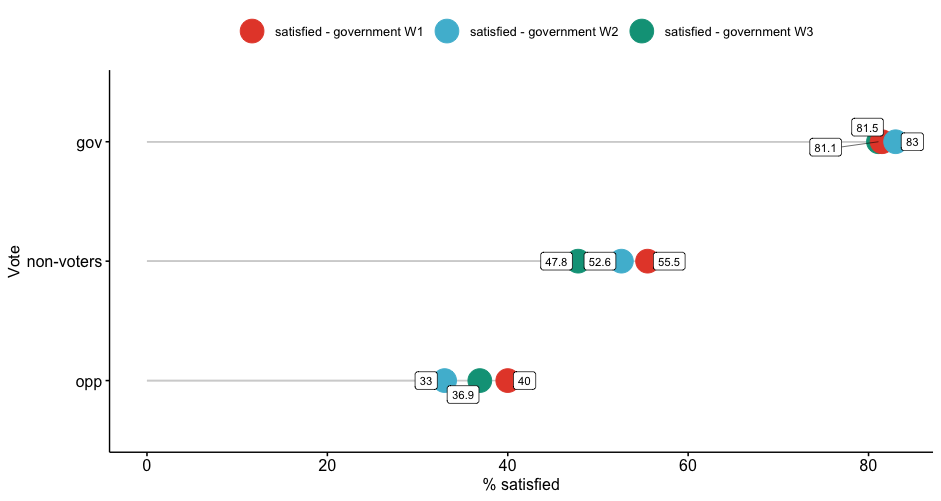 satisfied - government W1 satisfied - government W2 satisfied - government W3
gov
81.5
81.1
83
Vote
non-voters
47.8 52.6 55.5
opp
33 36.9 40
0 20 40 60 80
% satisfied